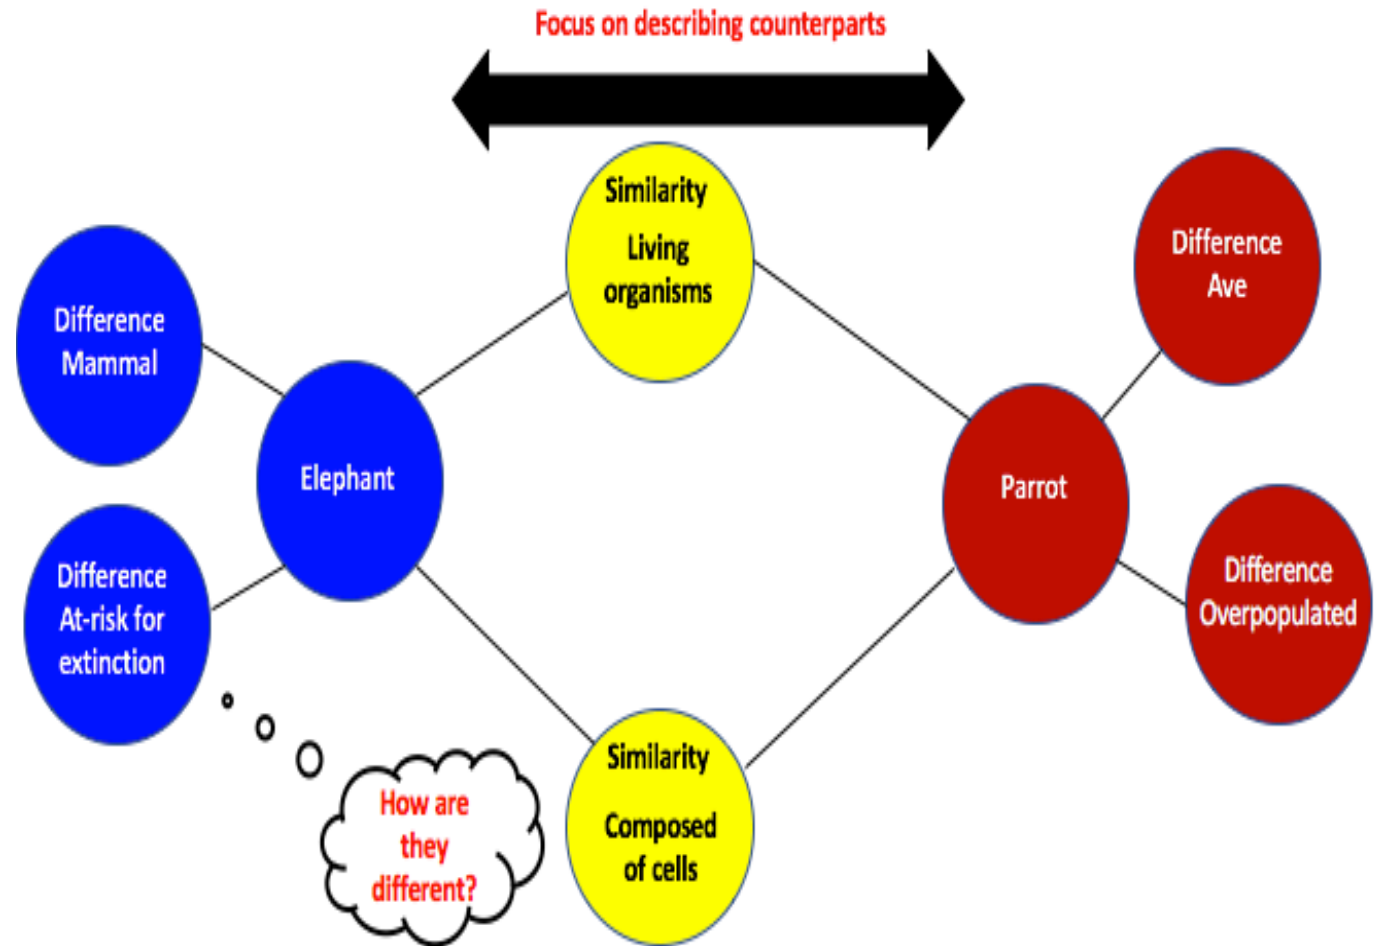 Focus on describing counterparts
Similarity
Living
organisms
Difference
Ave
Difference
Mammal
Elephant
Parrot
Difference
At-risk for
extinction
Difference
Overpopulated
Similarity
Composed
of cells
How are
they
different?